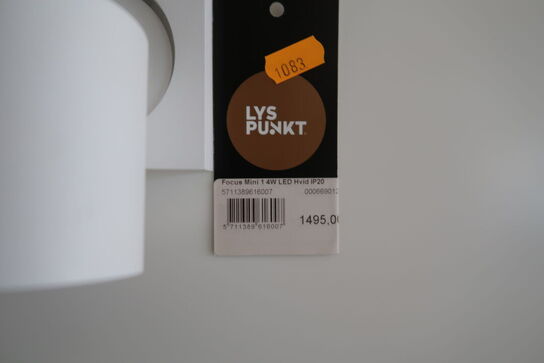 1083
LYS
PUNKT
Focus Mini 1 4W LED Hvid IP20
5711389616007 000669012
1495,00
5 711389 616007